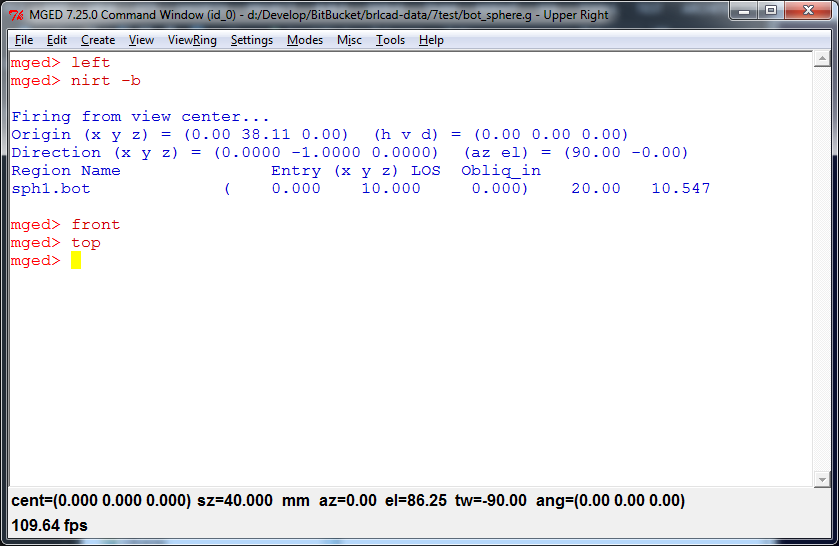 MGED 7.25.0 Command Window (id_0) - d:/Develop/BitBucket/brlcad-data/7test/bot_sphere.g - Upper Right
File Edit Create View ViewRing Settings Modes Misc Tools Help
mged> left
mged> nirt -b
Firing from view center...
Origin (x y z) = (0.00 38.11 0.00)  (h v d) = (0.00 0.00 0.00)
Direction (x y z) = (0.0000 -1.0000 0.0000)  (az el) = (90.00 -0.00)
Region Name               Entry (x y z) LOS  Obliq_in
sph1.bot             (    0.000    10.000     0.000)    20.00   10.547
mged> front
mged> top
mged>
cent=(0.000 0.000 0.000) sz=40.000  mm  az=0.00  el=86.25  tw=-90.00  ang=(0.00 0.00 0.00)
109.64 fps